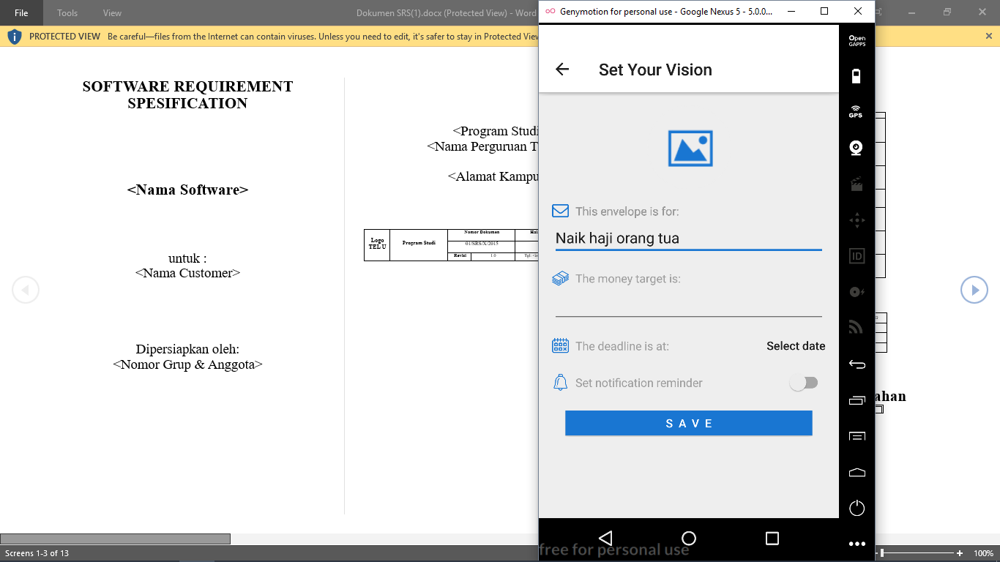 File Tools View Dokumen SRS(1).docx (Protected View) - Word
PROTECTED VIEW Be careful—files from the Internet can contain viruses. Unless you need to edit, it's safer to stay in Protected View
SOFTWARE REQUIREMENT
SPESIFICATION
<Nama Software>
untuk :
<Nama Customer>
Dipersiapkan oleh:
<Nomor Grup & Anggota>
<Program Studi
<Nama Perguruan T
<Alamat Kampu
Logo
TEL U
Program Studi
Nomor Dokumen
01/SRS/X/2015
Revisi 1.0
Hal
Tgl:
ahan
Genymotion for personal use - Google Nexus 5 - 5.0.0...
Set Your Vision
This envelope is for:
Naik haji orang tua
The money target is:
The deadline is at: Select date
Set notification reminder
SAVE
free for personal use
Open
GAPPS
GPS
ID
Screens 1-3 of 13
100%